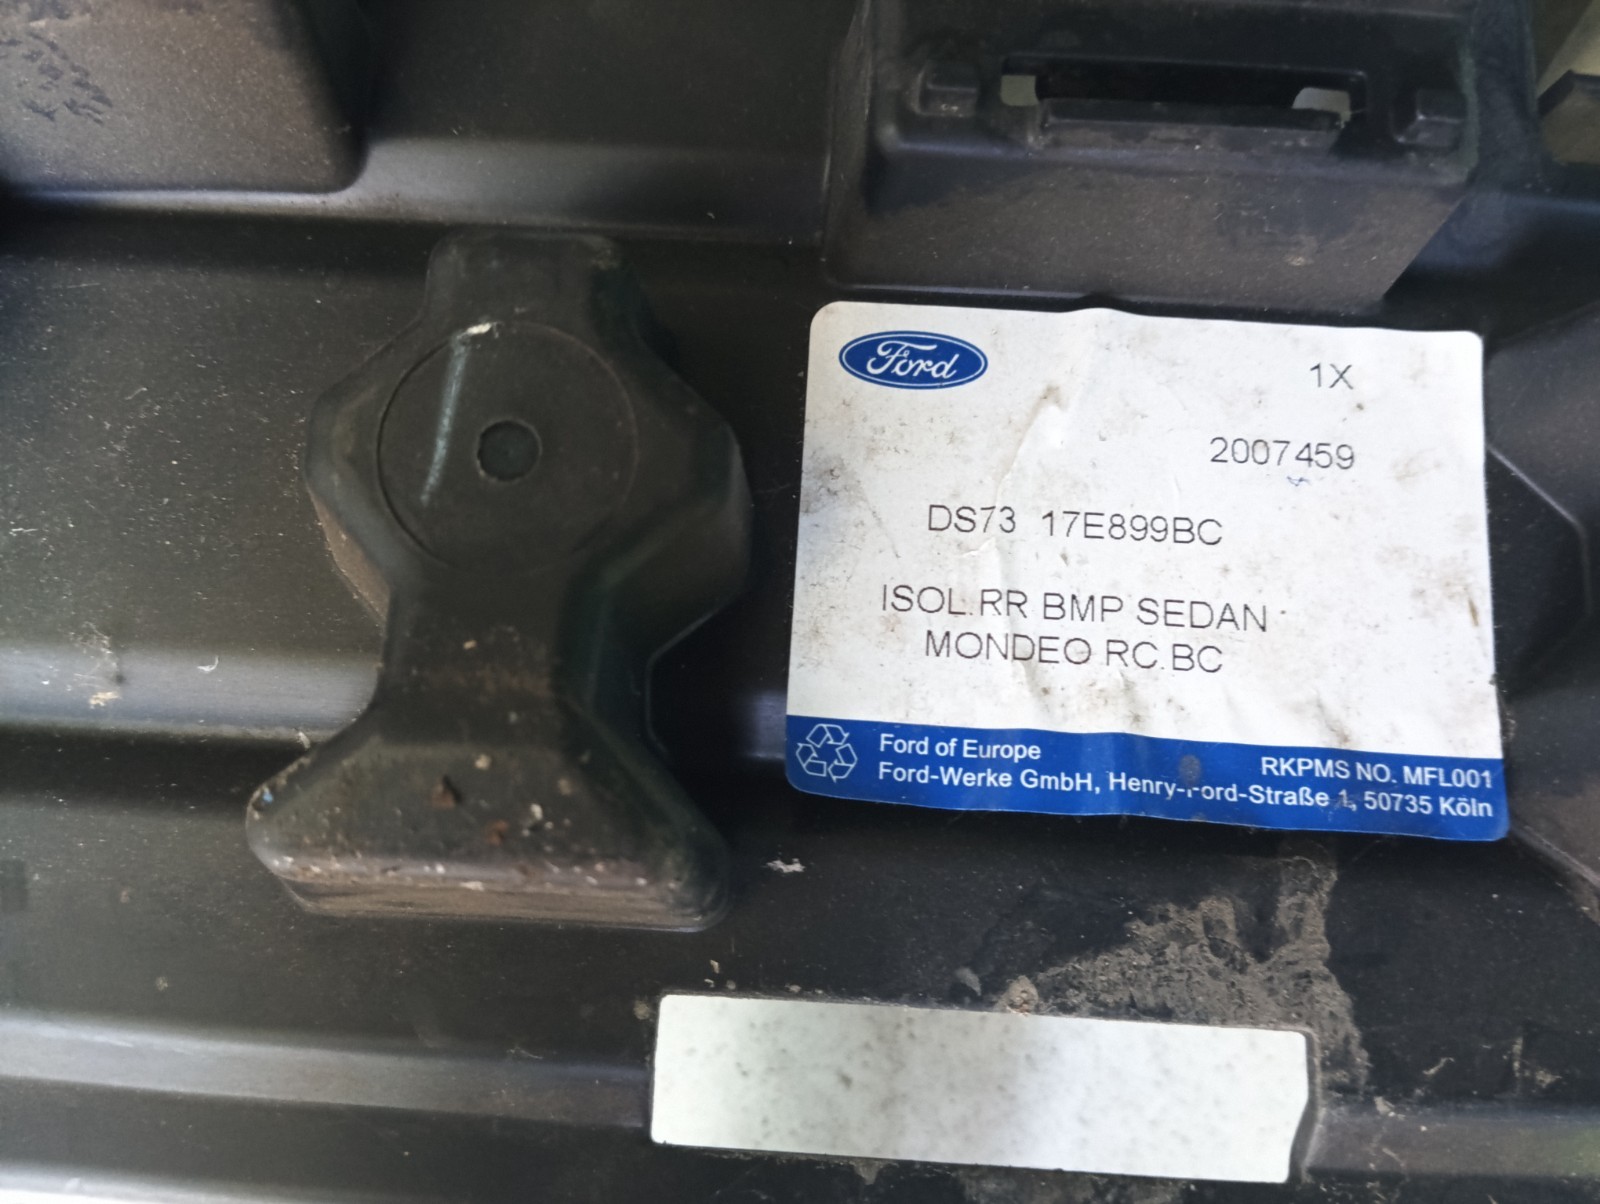 Ford
1X
2007459
DS73 17E899BC
ISOL.RR BMP SEDAN
MONDEO RC.BC
Ford of Europe
RKPMS NO. MFL001
Ford-Werke GmbH, Henry-Ford-Straße 1, 50735 Köln